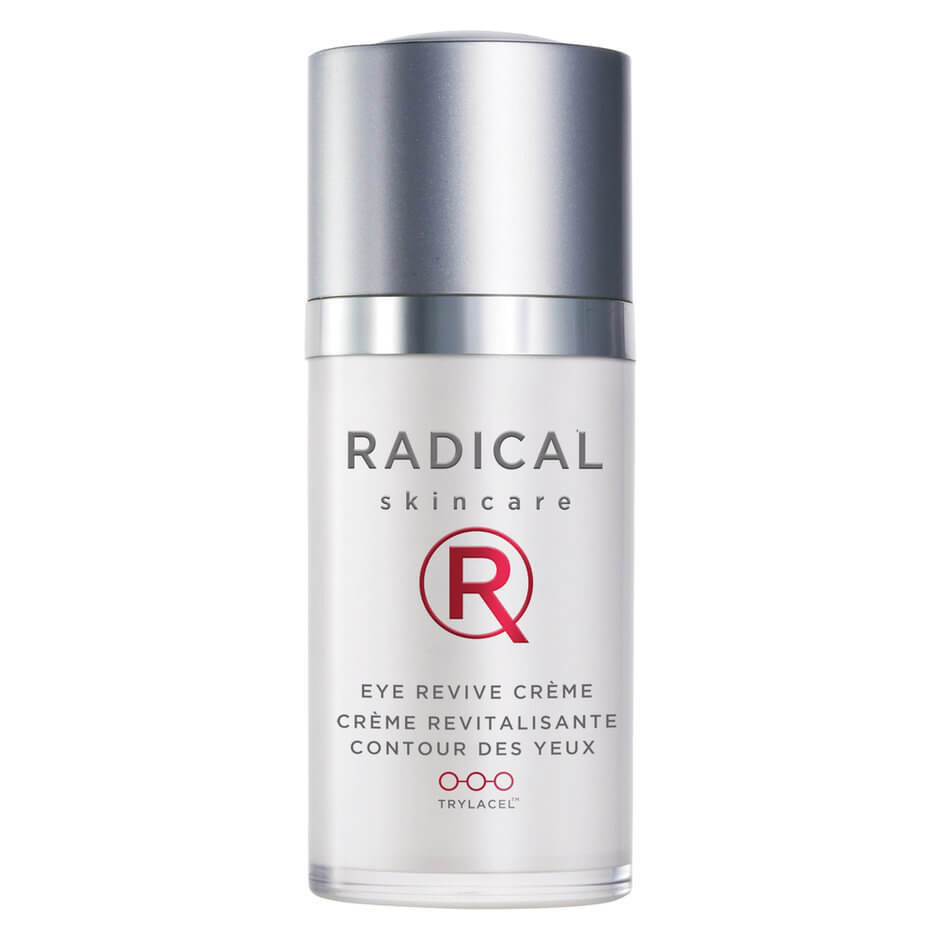 RADICAL
skincare
R
EYE REVIVE CRÈME
CRÈME REVITALISANTE
CONTOUR DES YEUX
TRYLACEL™